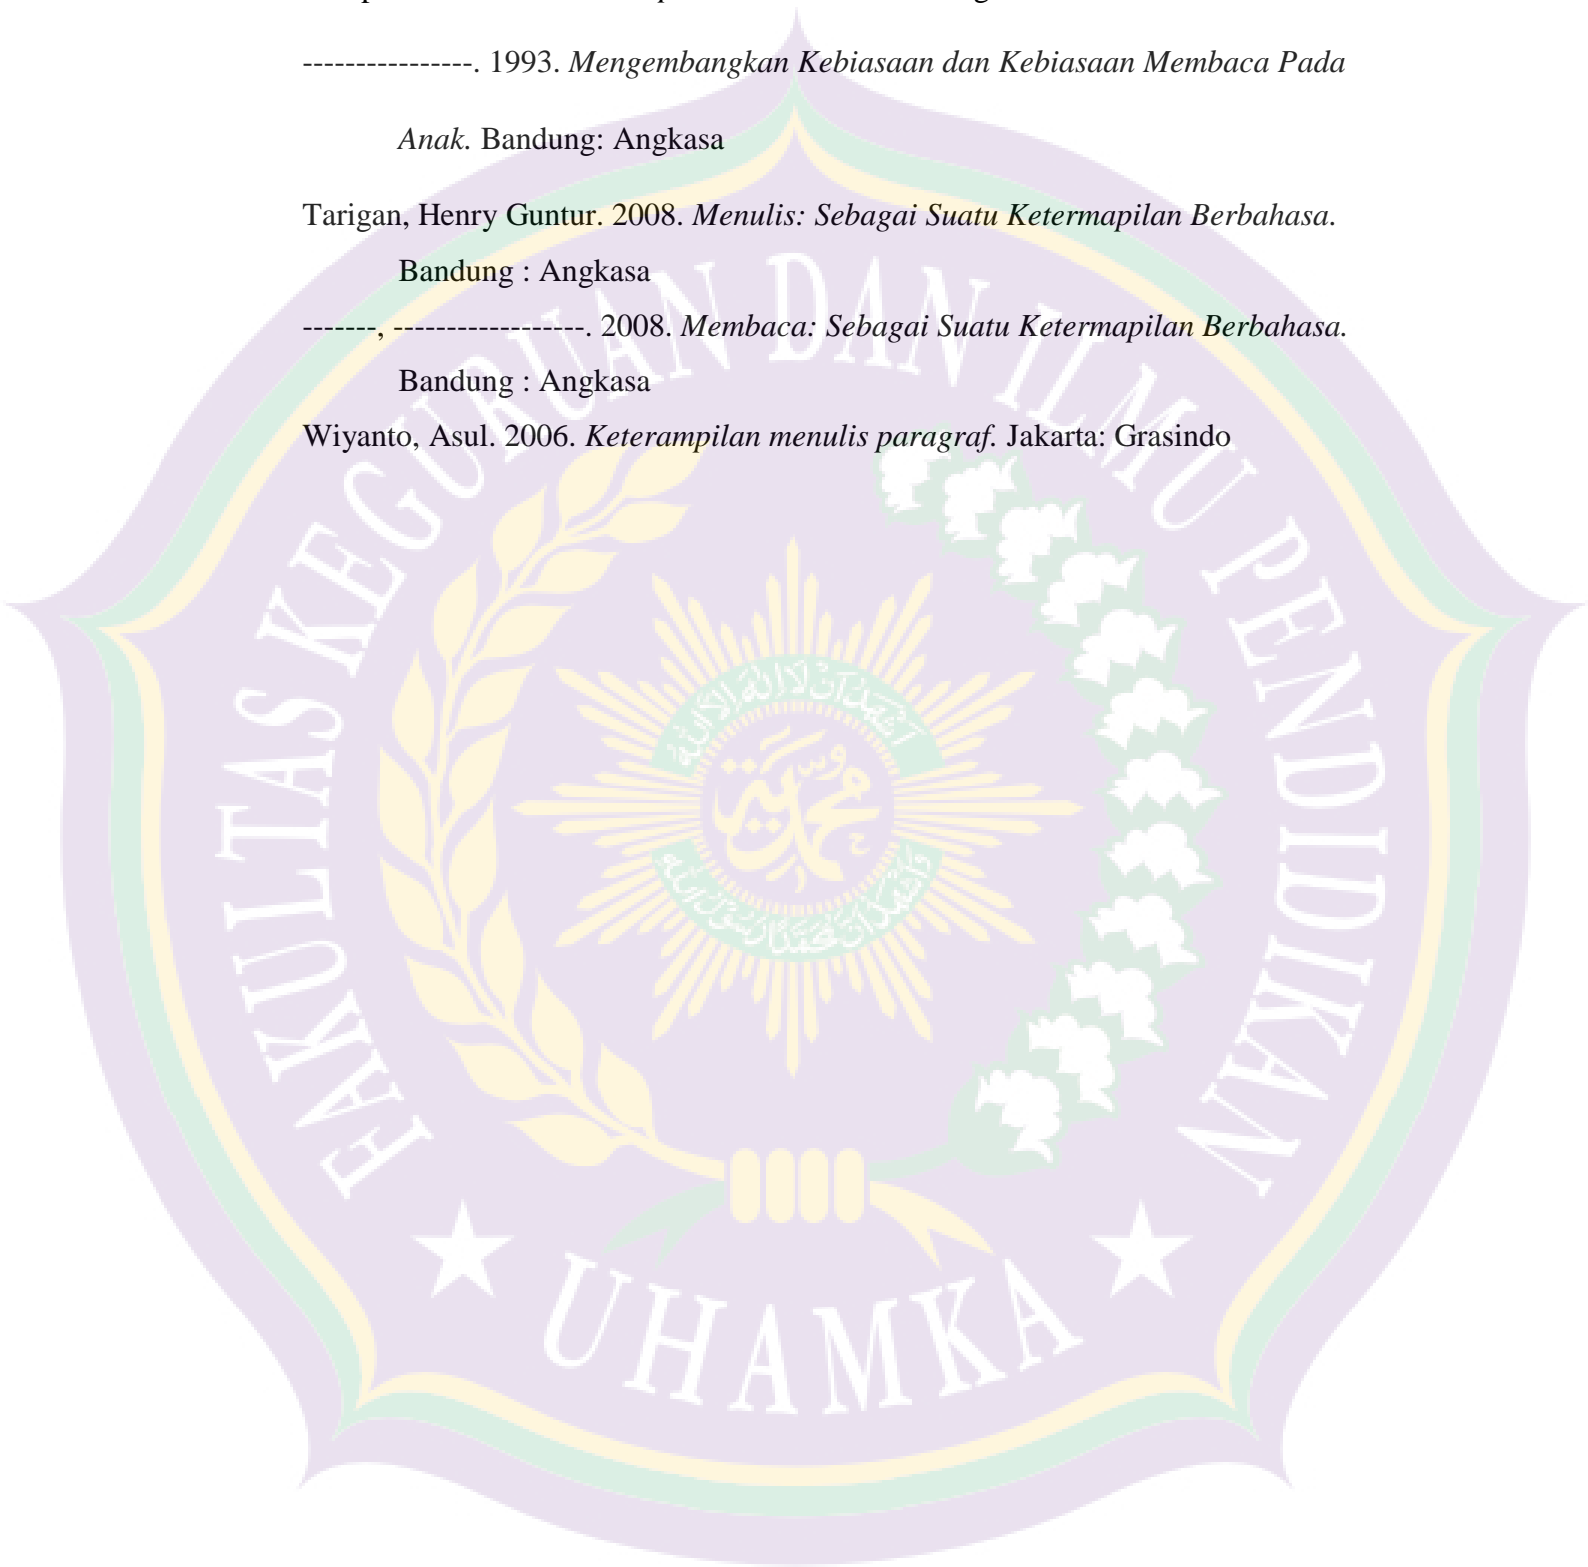 ----------------. 1993. Mengembangkan Kebiasaan dan Kebiasaan Membaca Pada
Anak. Bandung: Angkasa
Tarigan, Henry Guntur. 2008. Menulis: Sebagai Suatu Ketermapilan Berbahasa.
Bandung : Angkasa
-------, ------------------. 2008. Membaca: Sebagai Suatu Ketermapilan Berbahasa.
Bandung : Angkasa
Wiyanto, Asul. 2006. Keterampilan menulis paragraf. Jakarta: Grasindo
FAKULTAS KEGURUAN DAN ILMU PENDIDIKAN
محمدية
UHAMKA